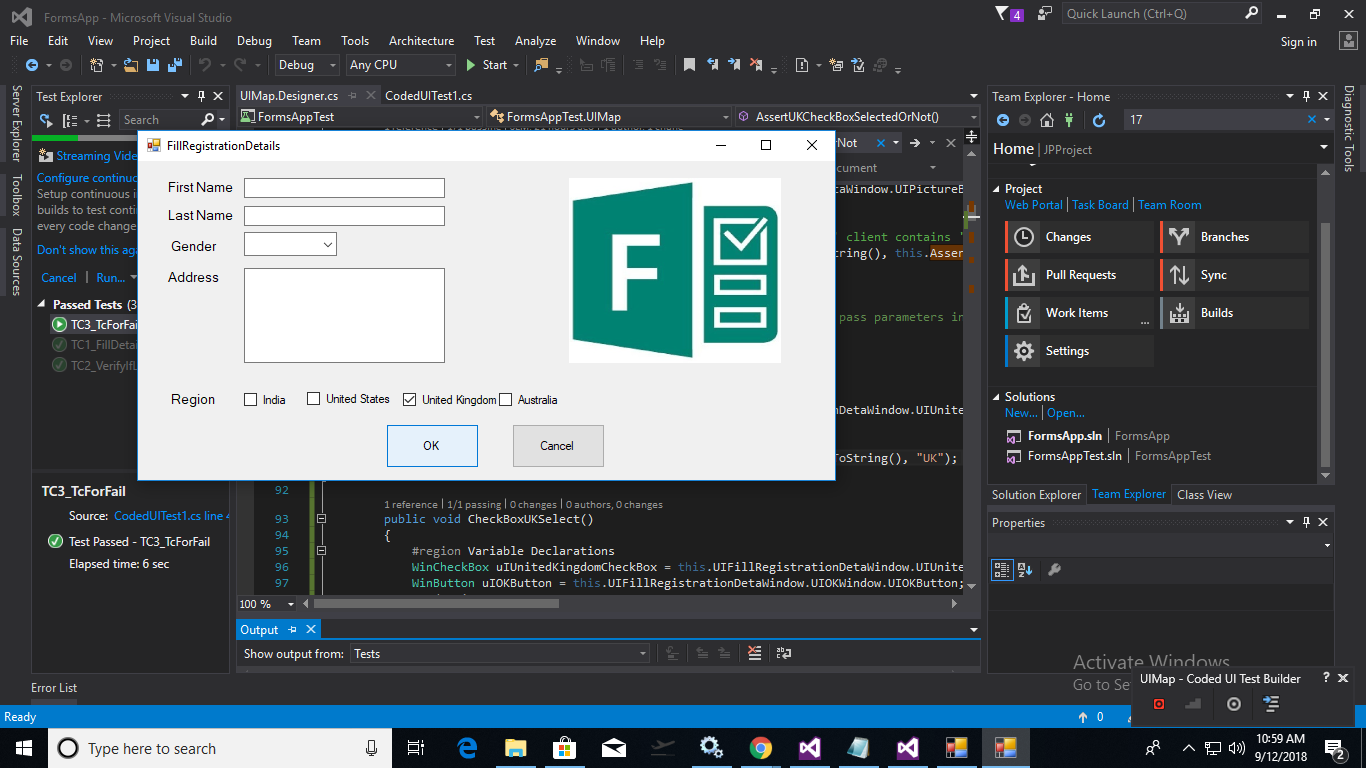 FormsApp - Microsoft Visual Studio
4
Quick Launch (Ctrl+Q)
File Edit View Project Build Debug Team Tools Architecture Test Analyze Window Help
Sign in
Debug Any CPU Start
Server Explorer
Toolbox
Data Sources
Test Explorer
Search
Streaming Vide
Configure continuo
Setup continuous i
builds to test conti
every code change
Don't show this aga
Cancel Run...
Passed Tests (3
TC3_TcForFail
TC1_FillDetai
TC2_VerifyIfL
TC3_TcForFail
Source: CodedUITest1.cs line 4
Test Passed - TC3_TcForFail
Elapsed time: 6 sec
UIMap.Designer.cs CodedUITest1.cs
FormsAppTest FormsAppTest.UIMap AssertUKCheckBoxSelectedOrNot()
FillRegistrationDetails
First Name
Last Name
Gender
Address
F
Region India United States United Kingdom Australia
OK Cancel
rNot
cument
taWindow.UIPictureB
client contains '
tring(), this.Asser
pass parameters in
nDetaWindow.UIUnite
ToString(), "UK");
92
1 reference | 1/1 passing | 0 changes | 0 authors, 0 changes
93 public void CheckBoxUKSelect()
94 {
95 #region Variable Declarations
96 WinCheckBox uIUnitedKingdomCheckBox = this.UIFillRegistrationDetaWindow.UIUnite
97 WinButton uIOKButton = this.UIFillRegistrationDetaWindow.UIOKWindow.UIOKButton;
100 %
Output
Show output from: Tests
Team Explorer - Home
17
Home | JPProject
Project
Web Portal | Task Board | Team Room
Changes Branches
Pull Requests Sync
Work Items ... Builds
Settings
Solutions
New... | Open...
FormsApp.sln | FormsApp
FormsAppTest.sln | FormsAppTest
Solution Explorer Team Explorer Class View
Properties
Diagnostic Tools
Activate Windows
Go to Se
UIMap - Coded UI Test Builder ?
Error List
Ready
0
Type here to search
10:59 AM
9/12/2018
2